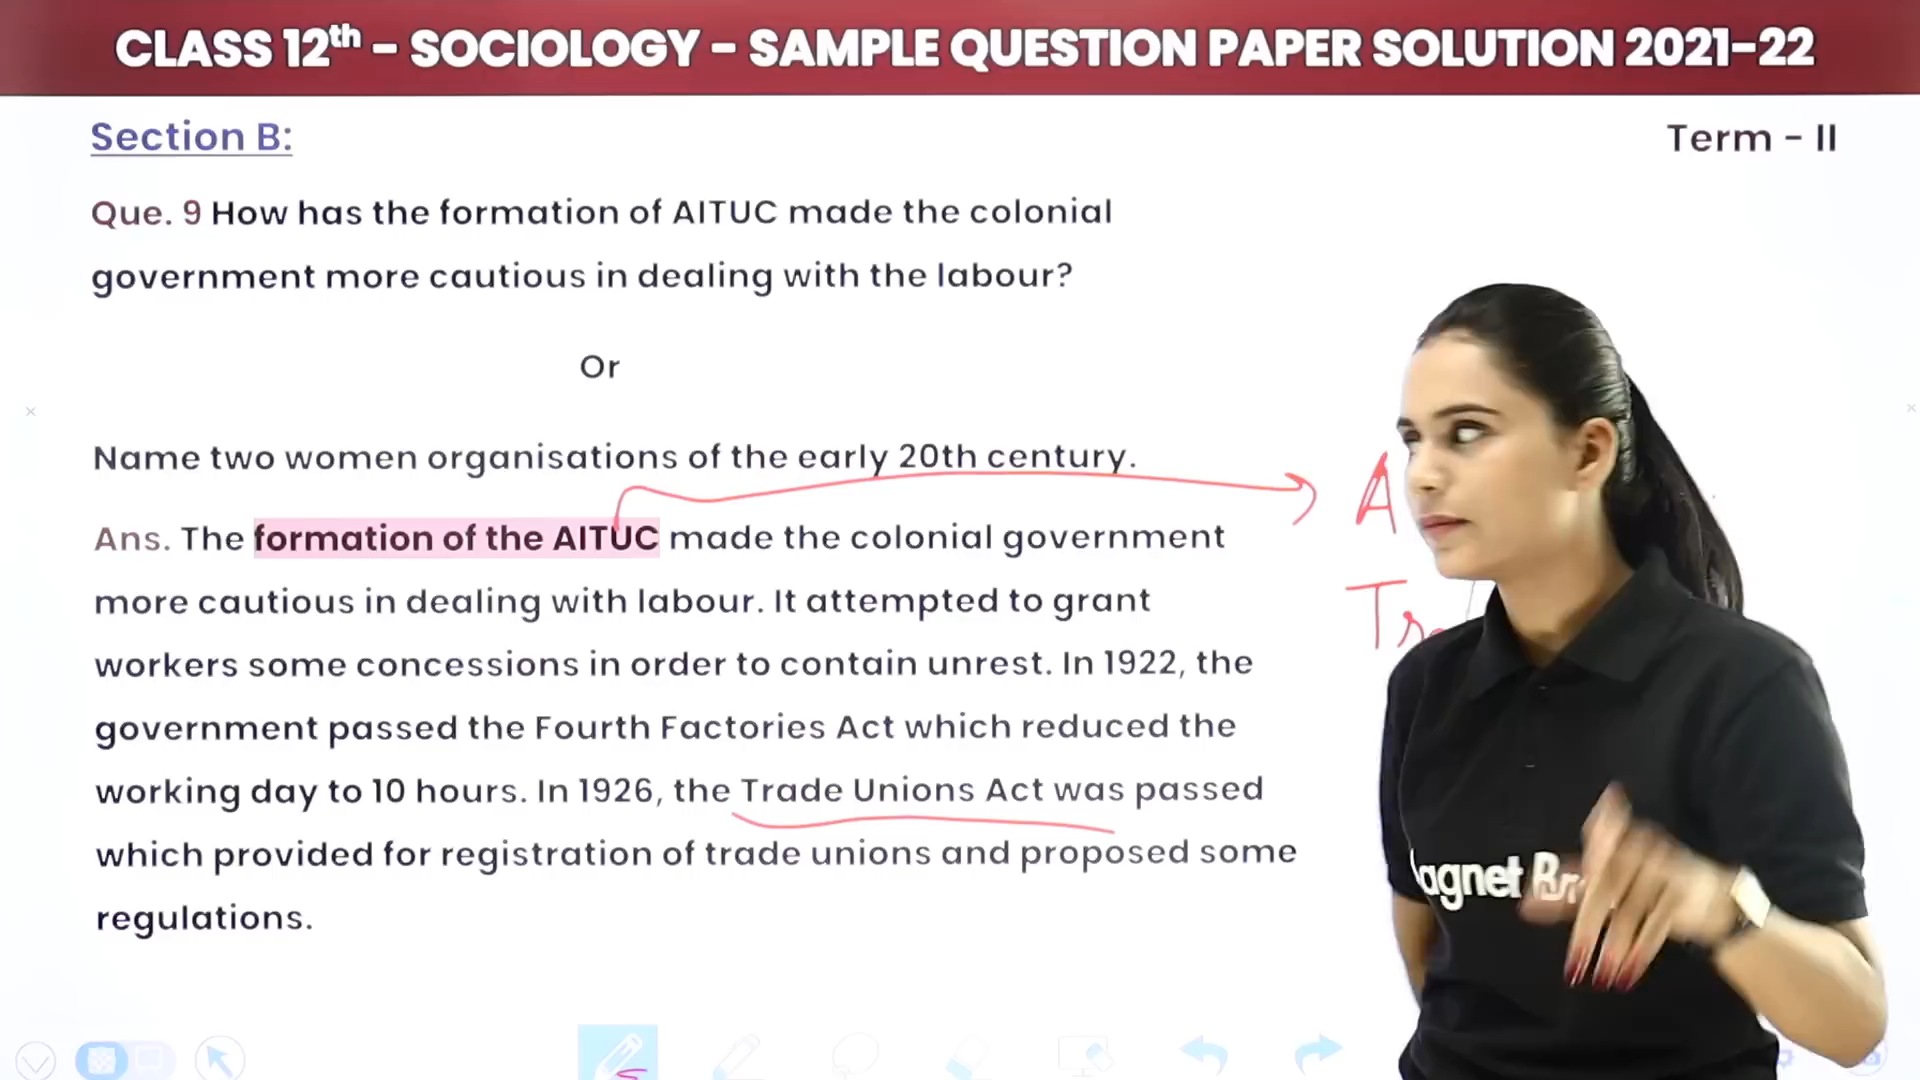 CLASS 12th - SOCIOLOGY - SAMPLE QUESTION PAPER SOLUTION 2021-22
Section B:
Term - II
Que. 9 How has the formation of AITUC made the colonial
government more cautious in dealing with the labour?
Or
Name two women organisations of the early 20th century.
Ans. The formation of the AITUC made the colonial government
more cautious in dealing with labour. It attempted to grant
workers some concessions in order to contain unrest. In 1922, the
government passed the Fourth Factories Act which reduced the
working day to 10 hours. In 1926, the Trade Unions Act was passed
which provided for registration of trade unions and proposed some
regulations.
A
agnet Br